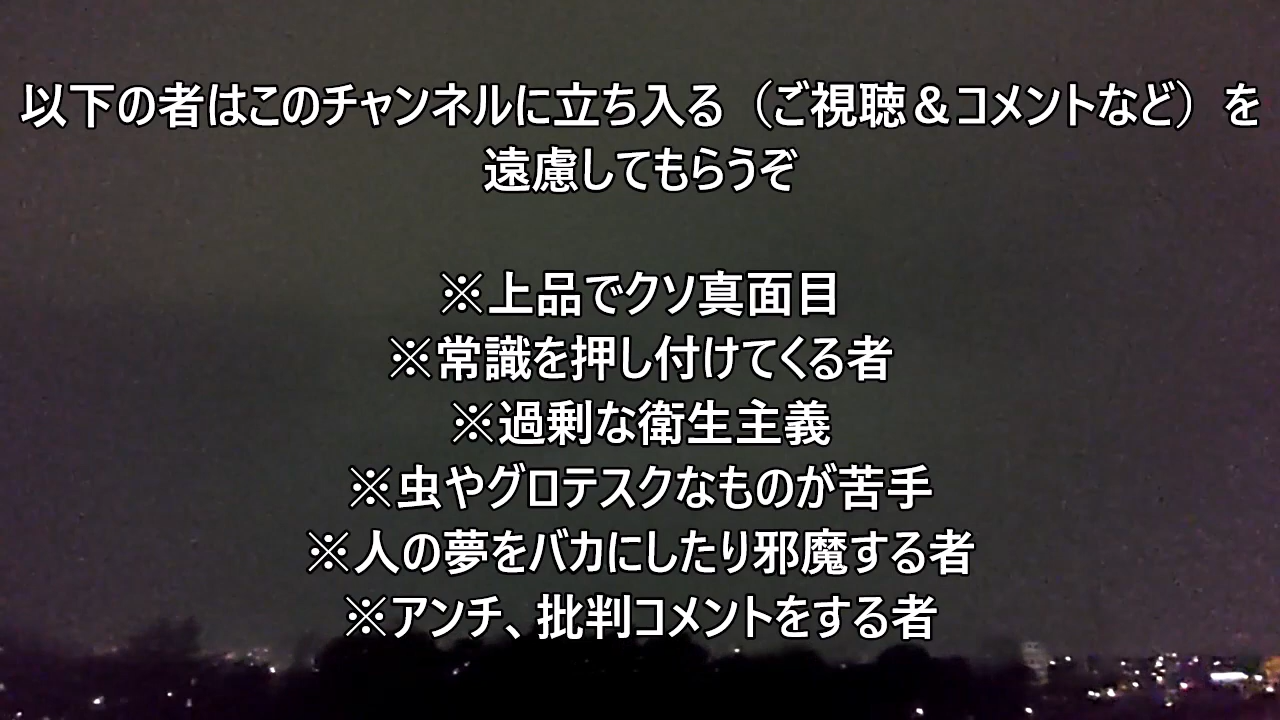 以下の者はこのチャンネルに立ち入る（ご視聴＆コメントなど）を
遠慮してもらうぞ
※上品でクソ真面目
※常識を押し付けてくる者
※過剰な衛生主義
※虫やグロテスクなものが苦手
※人の夢をバカにしたり邪魔する者
※アンチ、批判コメントをする者